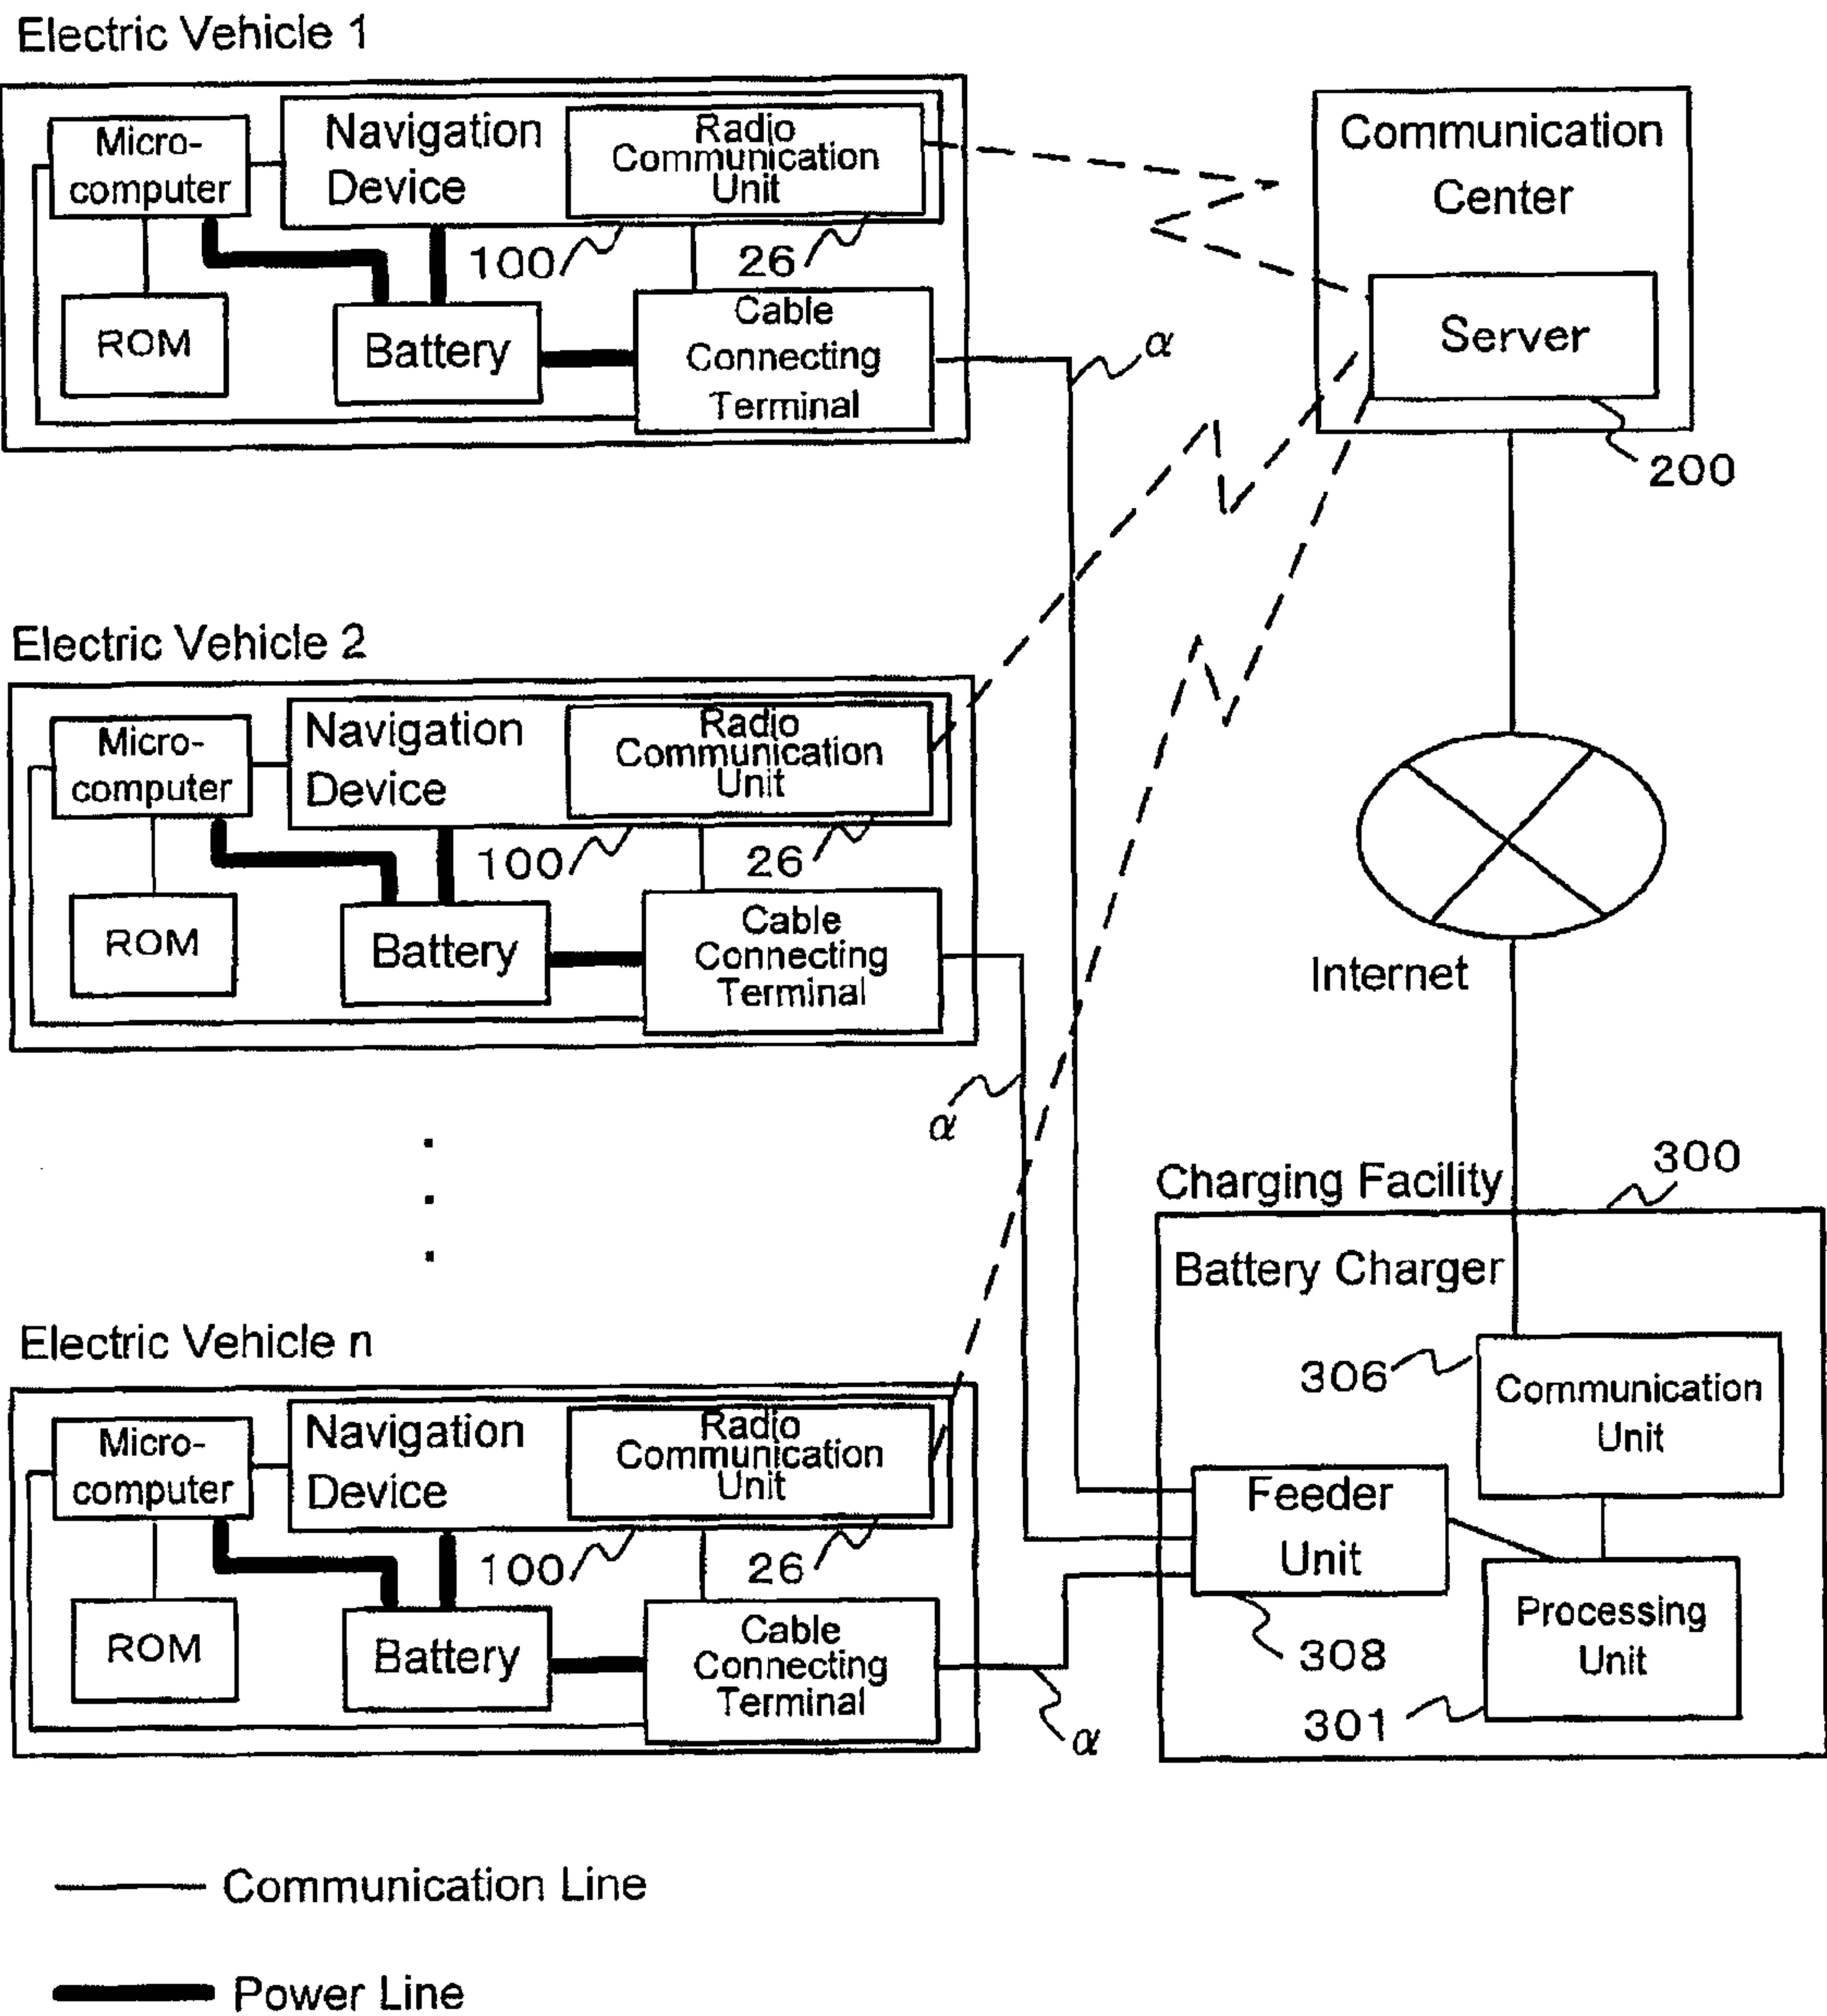 Electric Vehicle 1
Micro-
computer
Navigation
Device
Radio
Communication
Unit
100
26
ROM
Battery
Cable
Connecting
Terminal
α
Communication
Center
Server
200
Electric Vehicle 2
Micro-
computer
Navigation
Device
Radio
Communication
Unit
100
26
ROM
Battery
Cable
Connecting
Terminal
α
Internet
Electric Vehicle n
Micro-
computer
Navigation
Device
Radio
Communication
Unit
100
26
ROM
Battery
Cable
Connecting
Terminal
α
Charging Facility
300
Battery Charger
306
Communication
Unit
Feeder
Unit
308
Processing
Unit
301
Communication Line
Power Line